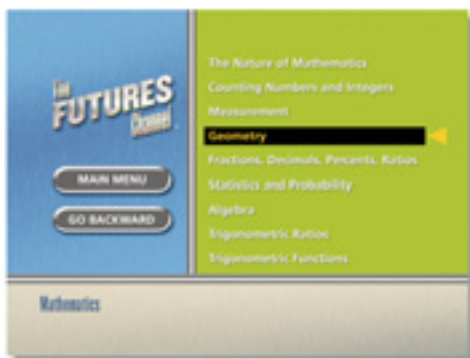 The
FUTURES
Channel
MAIN MENU
GO BACKWARD
The Nature of Mathematics
Counting Numbers and Integers
Measurement
Geometry
Fractions, Decimals, Percents, Ratios
Statistics and Probability
Algebra
Trigonometric Ratios
Trigonometric Functions
Mathematics